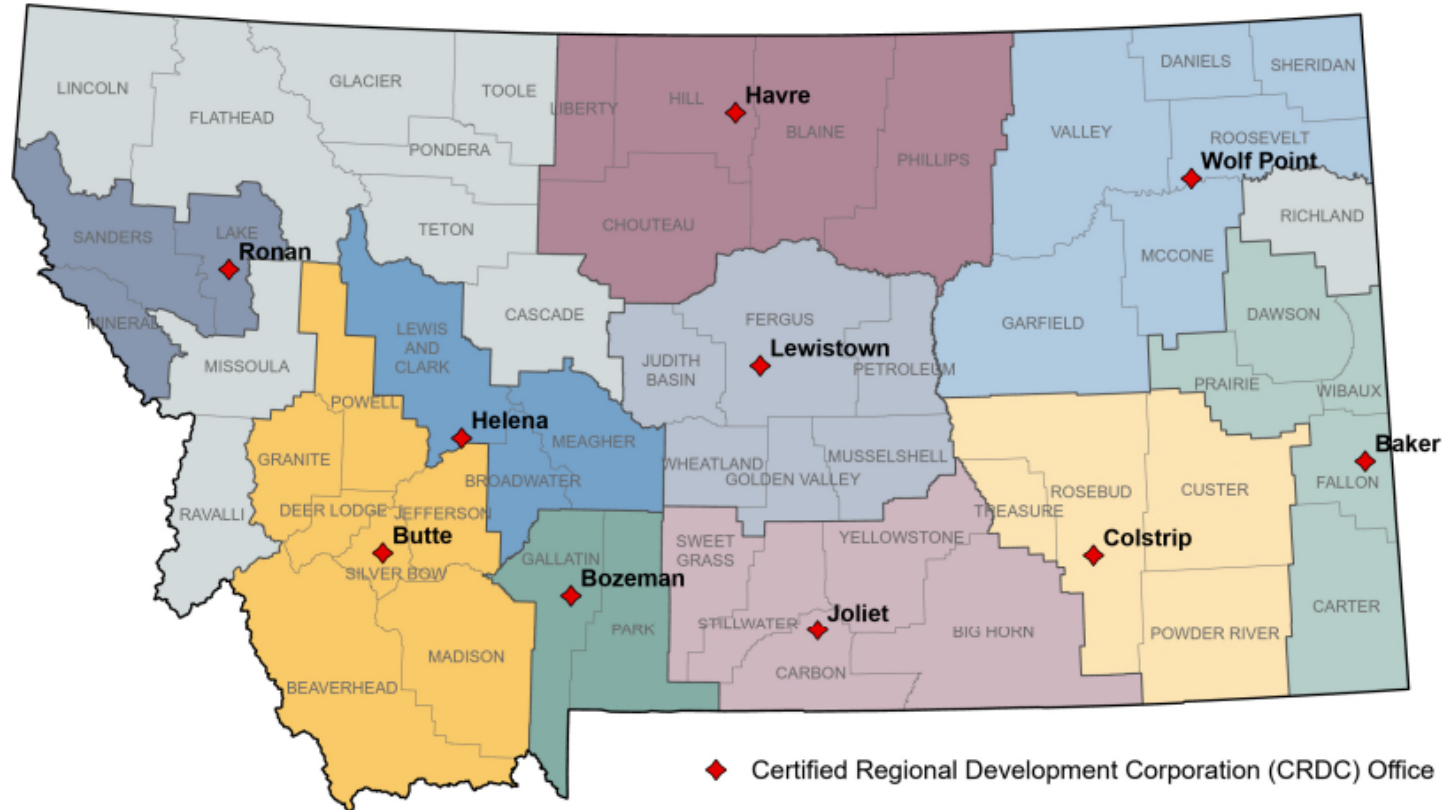 LINCOLN
FLATHEAD
GLACIER
TOOLE
PONDERA
TETON
LIBERTY
HILL
Havre
BLAINE
PHILLIPS
CHOUTEAU
VALLEY
DANIELS
SHERIDAN
ROOSEVELT
Wolf Point
RICHLAND
MCCONE
GARFIELD
DAWSON
PRAIRIE
WIBAUX
SANDERS
LAKE
Ronan
MINERAL
MISSOULA
CASCADE
LEWIS
AND
CLARK
Helena
MEAGHER
BROADWATER
FERGUS
Lewistown
JUDITH
BASIN
PETROLEUM
WHEATLAND
GOLDEN VALLEY
MUSSELSHELL
POWELL
GRANITE
DEER LODGE
JEFFERSON
RAVALLI
Butte
SILVER BOW
MADISON
BEAVERHEAD
GALLATIN
Bozeman
PARK
SWEET
GRASS
YELLOWSTONE
STILLWATER
Joliet
CARBON
BIG HORN
TREASURE
ROSEBUD
CUSTER
Colstrip
POWDER RIVER
Baker
FALLON
CARTER
Certified Regional Development Corporation (CRDC) Office